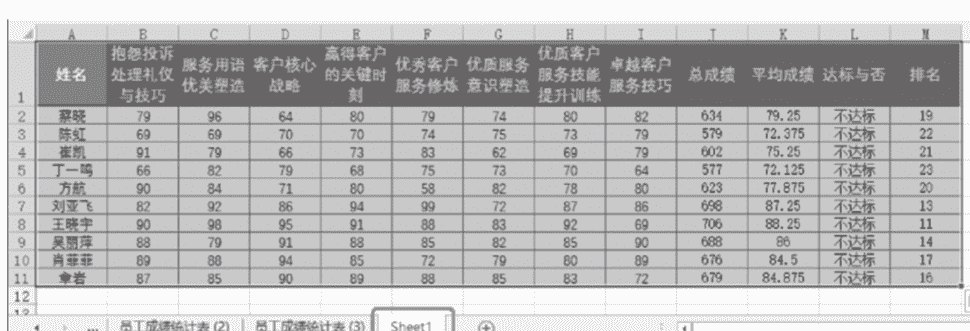 A B C D E F G H I J K L M
1 姓名 抱怨投诉处理礼仪与技巧 服务用语优美塑造 客户核心战略 赢得客户的关键时刻 优秀客户服务修炼 优质服务意识塑造 优质客户服务技能提升训练 卓越客户服务技巧 总成绩 平均成绩 达标与否 排名
2 蔡晓 79 96 64 80 79 74 80 82 634 79.25 不达标 19
3 陈虹 69 69 70 70 74 75 73 79 579 72.375 不达标 22
4 崔凯 91 79 66 73 83 62 69 79 602 75.25 不达标 21
5 丁一鸣 66 82 79 68 75 73 70 64 577 72.125 不达标 23
6 方航 90 84 71 80 58 82 78 80 623 77.875 不达标 20
7 刘亚飞 82 92 86 94 99 72 87 86 698 87.25 不达标 13
8 王晓宇 90 98 95 91 88 83 92 69 706 88.25 不达标 11
9 吴丽萍 88 79 91 88 85 82 85 90 688 86 不达标 14
10 肖菲菲 89 88 94 85 72 79 80 89 676 84.5 不达标 17
11 章岩 87 85 90 89 88 85 83 72 679 84.875 不达标 16
12
13
员工成绩统计表 (2) 员工成绩统计表 (3) Sheet1